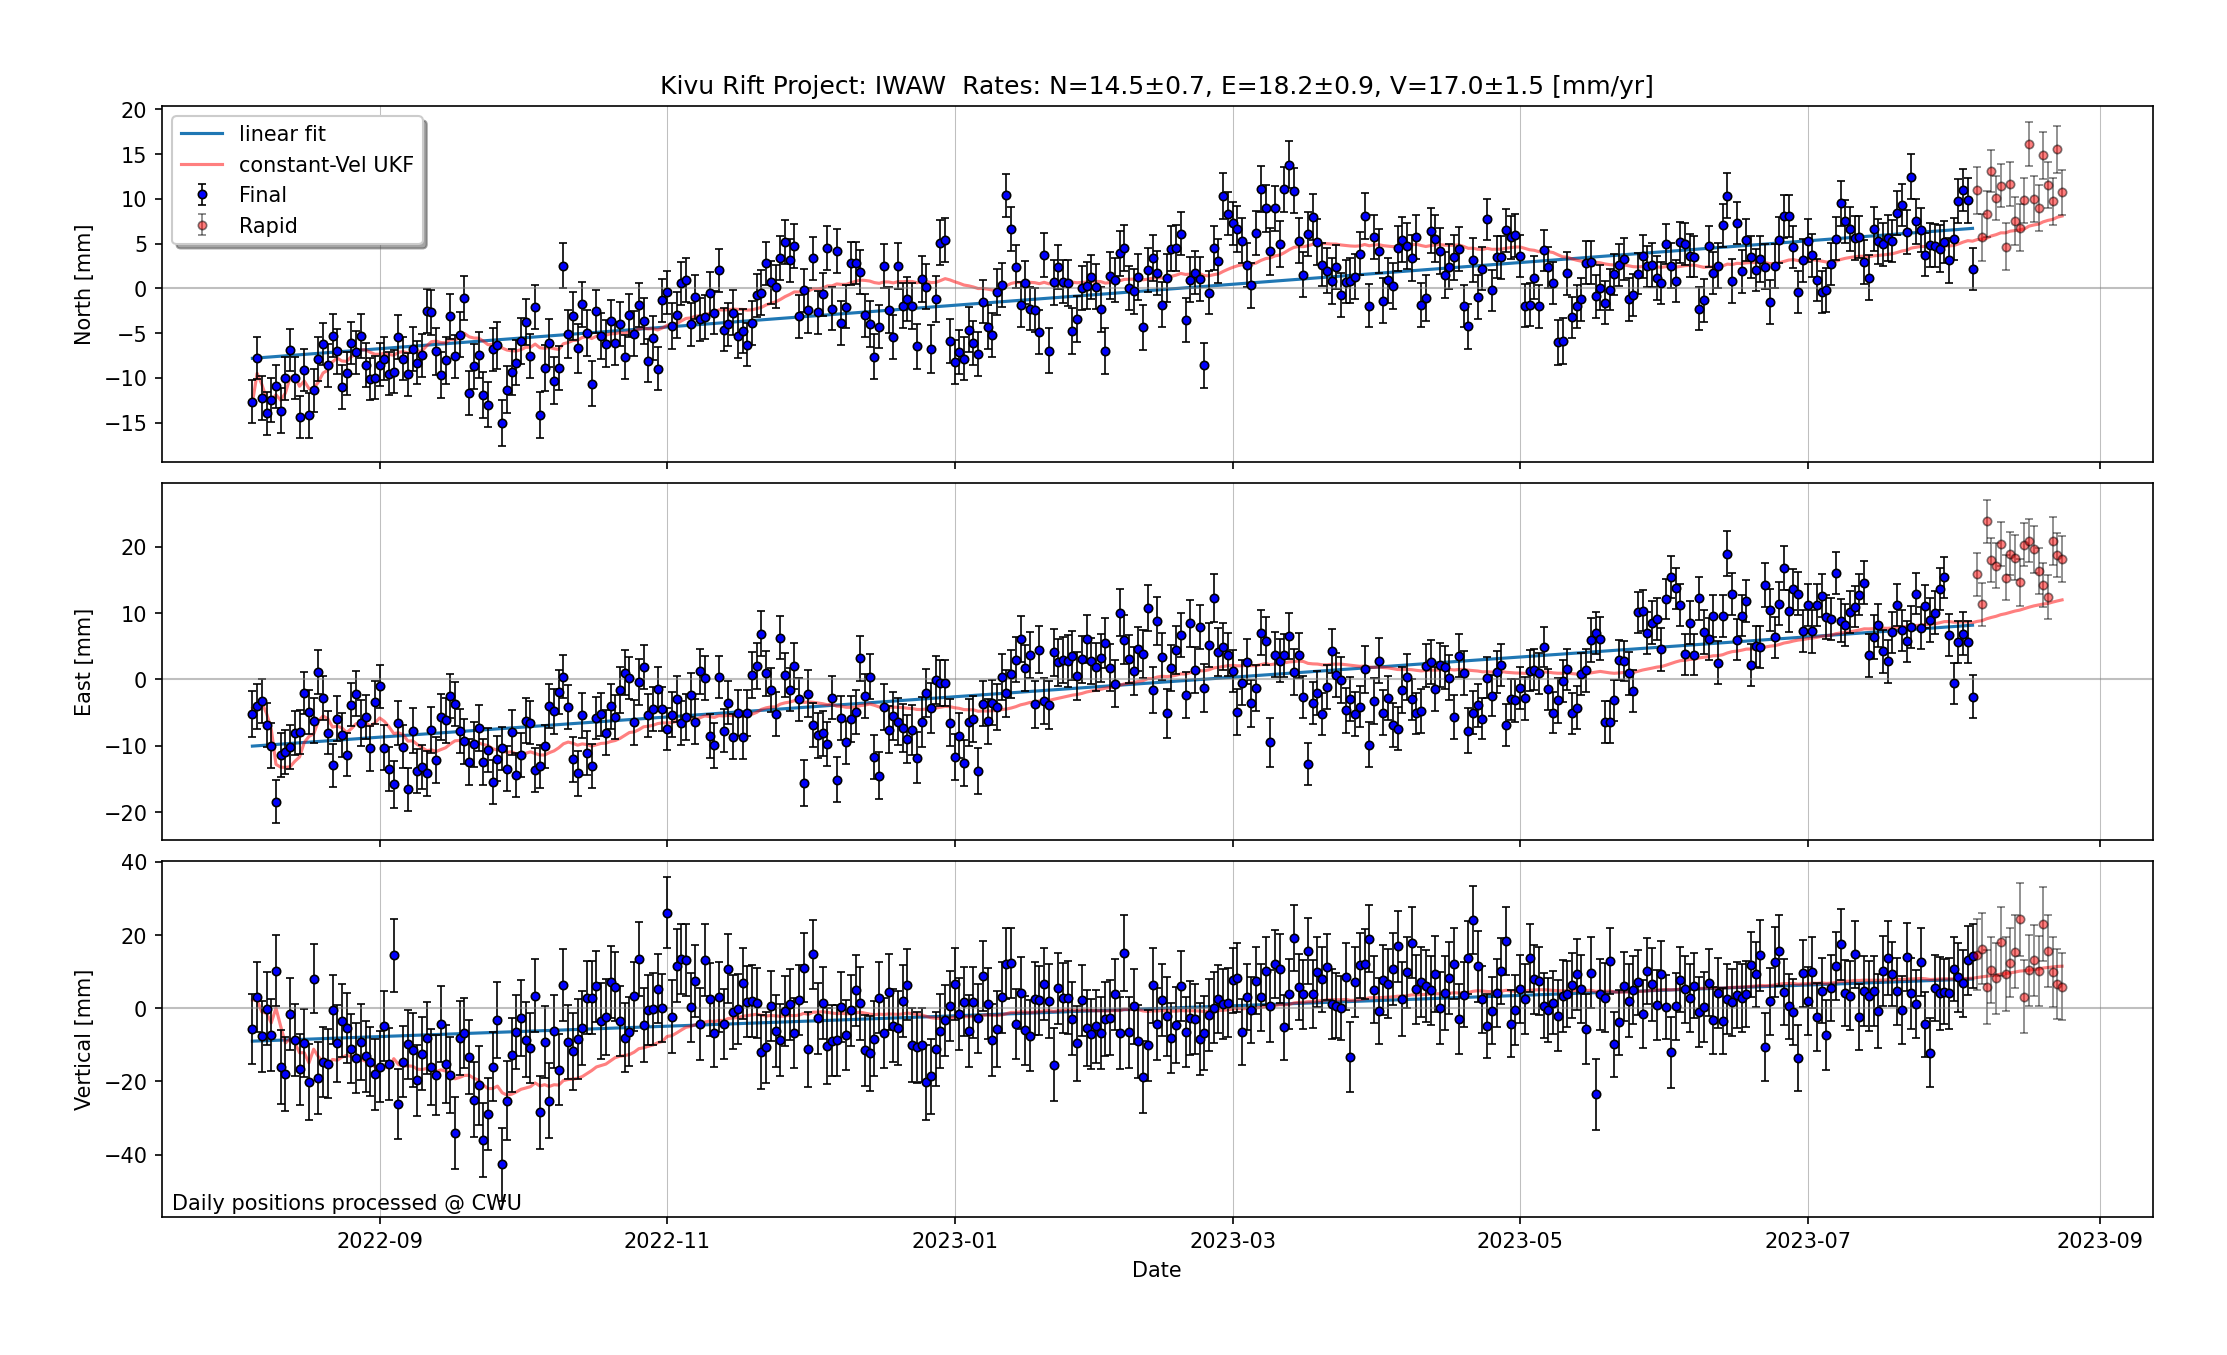 Kivu Rift Project: IWAW  Rates: N=14.5±0.7, E=18.2±0.9, V=17.0±1.5 [mm/yr]
linear fit
constant-Vel UKF
Final
Rapid
North [mm]
20
15
10
5
0
−5
−10
−15
East [mm]
20
10
0
−10
−20
Vertical [mm]
40
20
0
−20
−40
Daily positions processed @ CWU
2022-09 2022-11 2023-01 2023-03 2023-05 2023-07 2023-09
Date